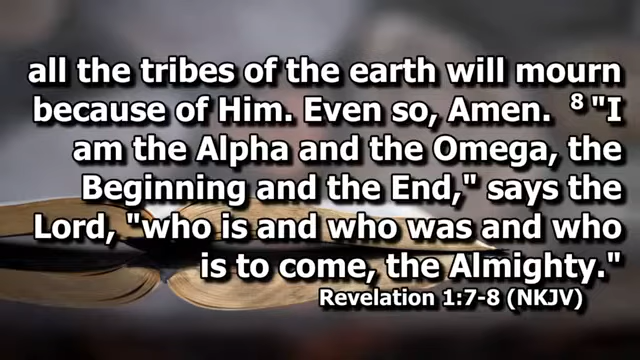 all the tribes of the earth will mourn
because of Him. Even so, Amen. 8 "I
am the Alpha and the Omega, the
Beginning and the End," says the
Lord, "who is and who was and who
is to come, the Almighty."
Revelation 1:7-8 (NKJV)